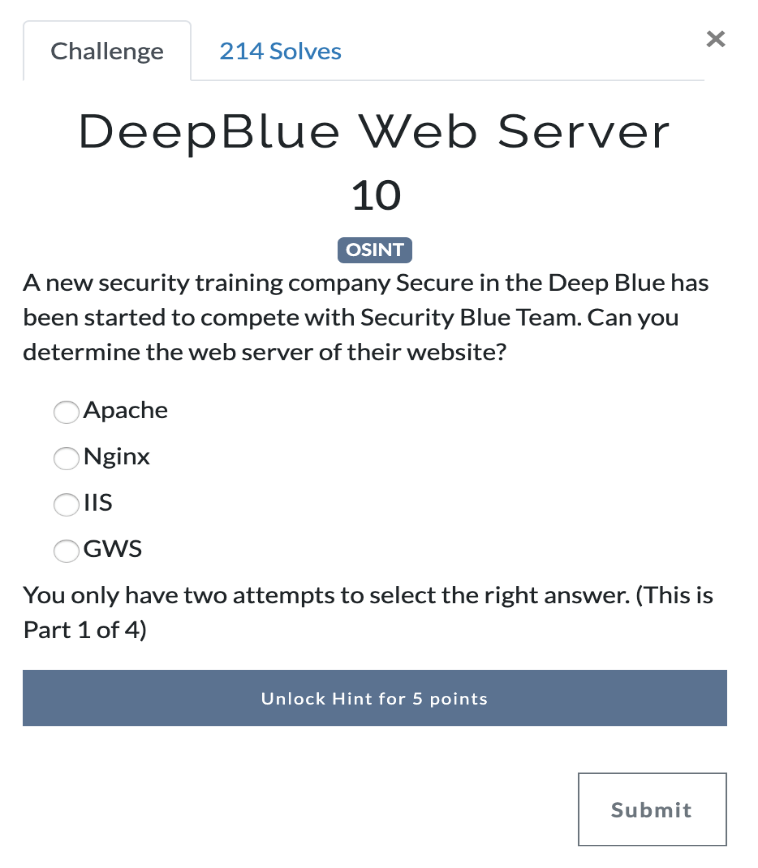 Challenge
214 Solves
×
DeepBlue Web Server
10
OSINT
A new security training company Secure in the Deep Blue has
been started to compete with Security Blue Team. Can you
determine the web server of their website?
Apache
Nginx
IIS
GWS
You only have two attempts to select the right answer. (This is
Part 1 of 4)
Unlock Hint for 5 points
Submit